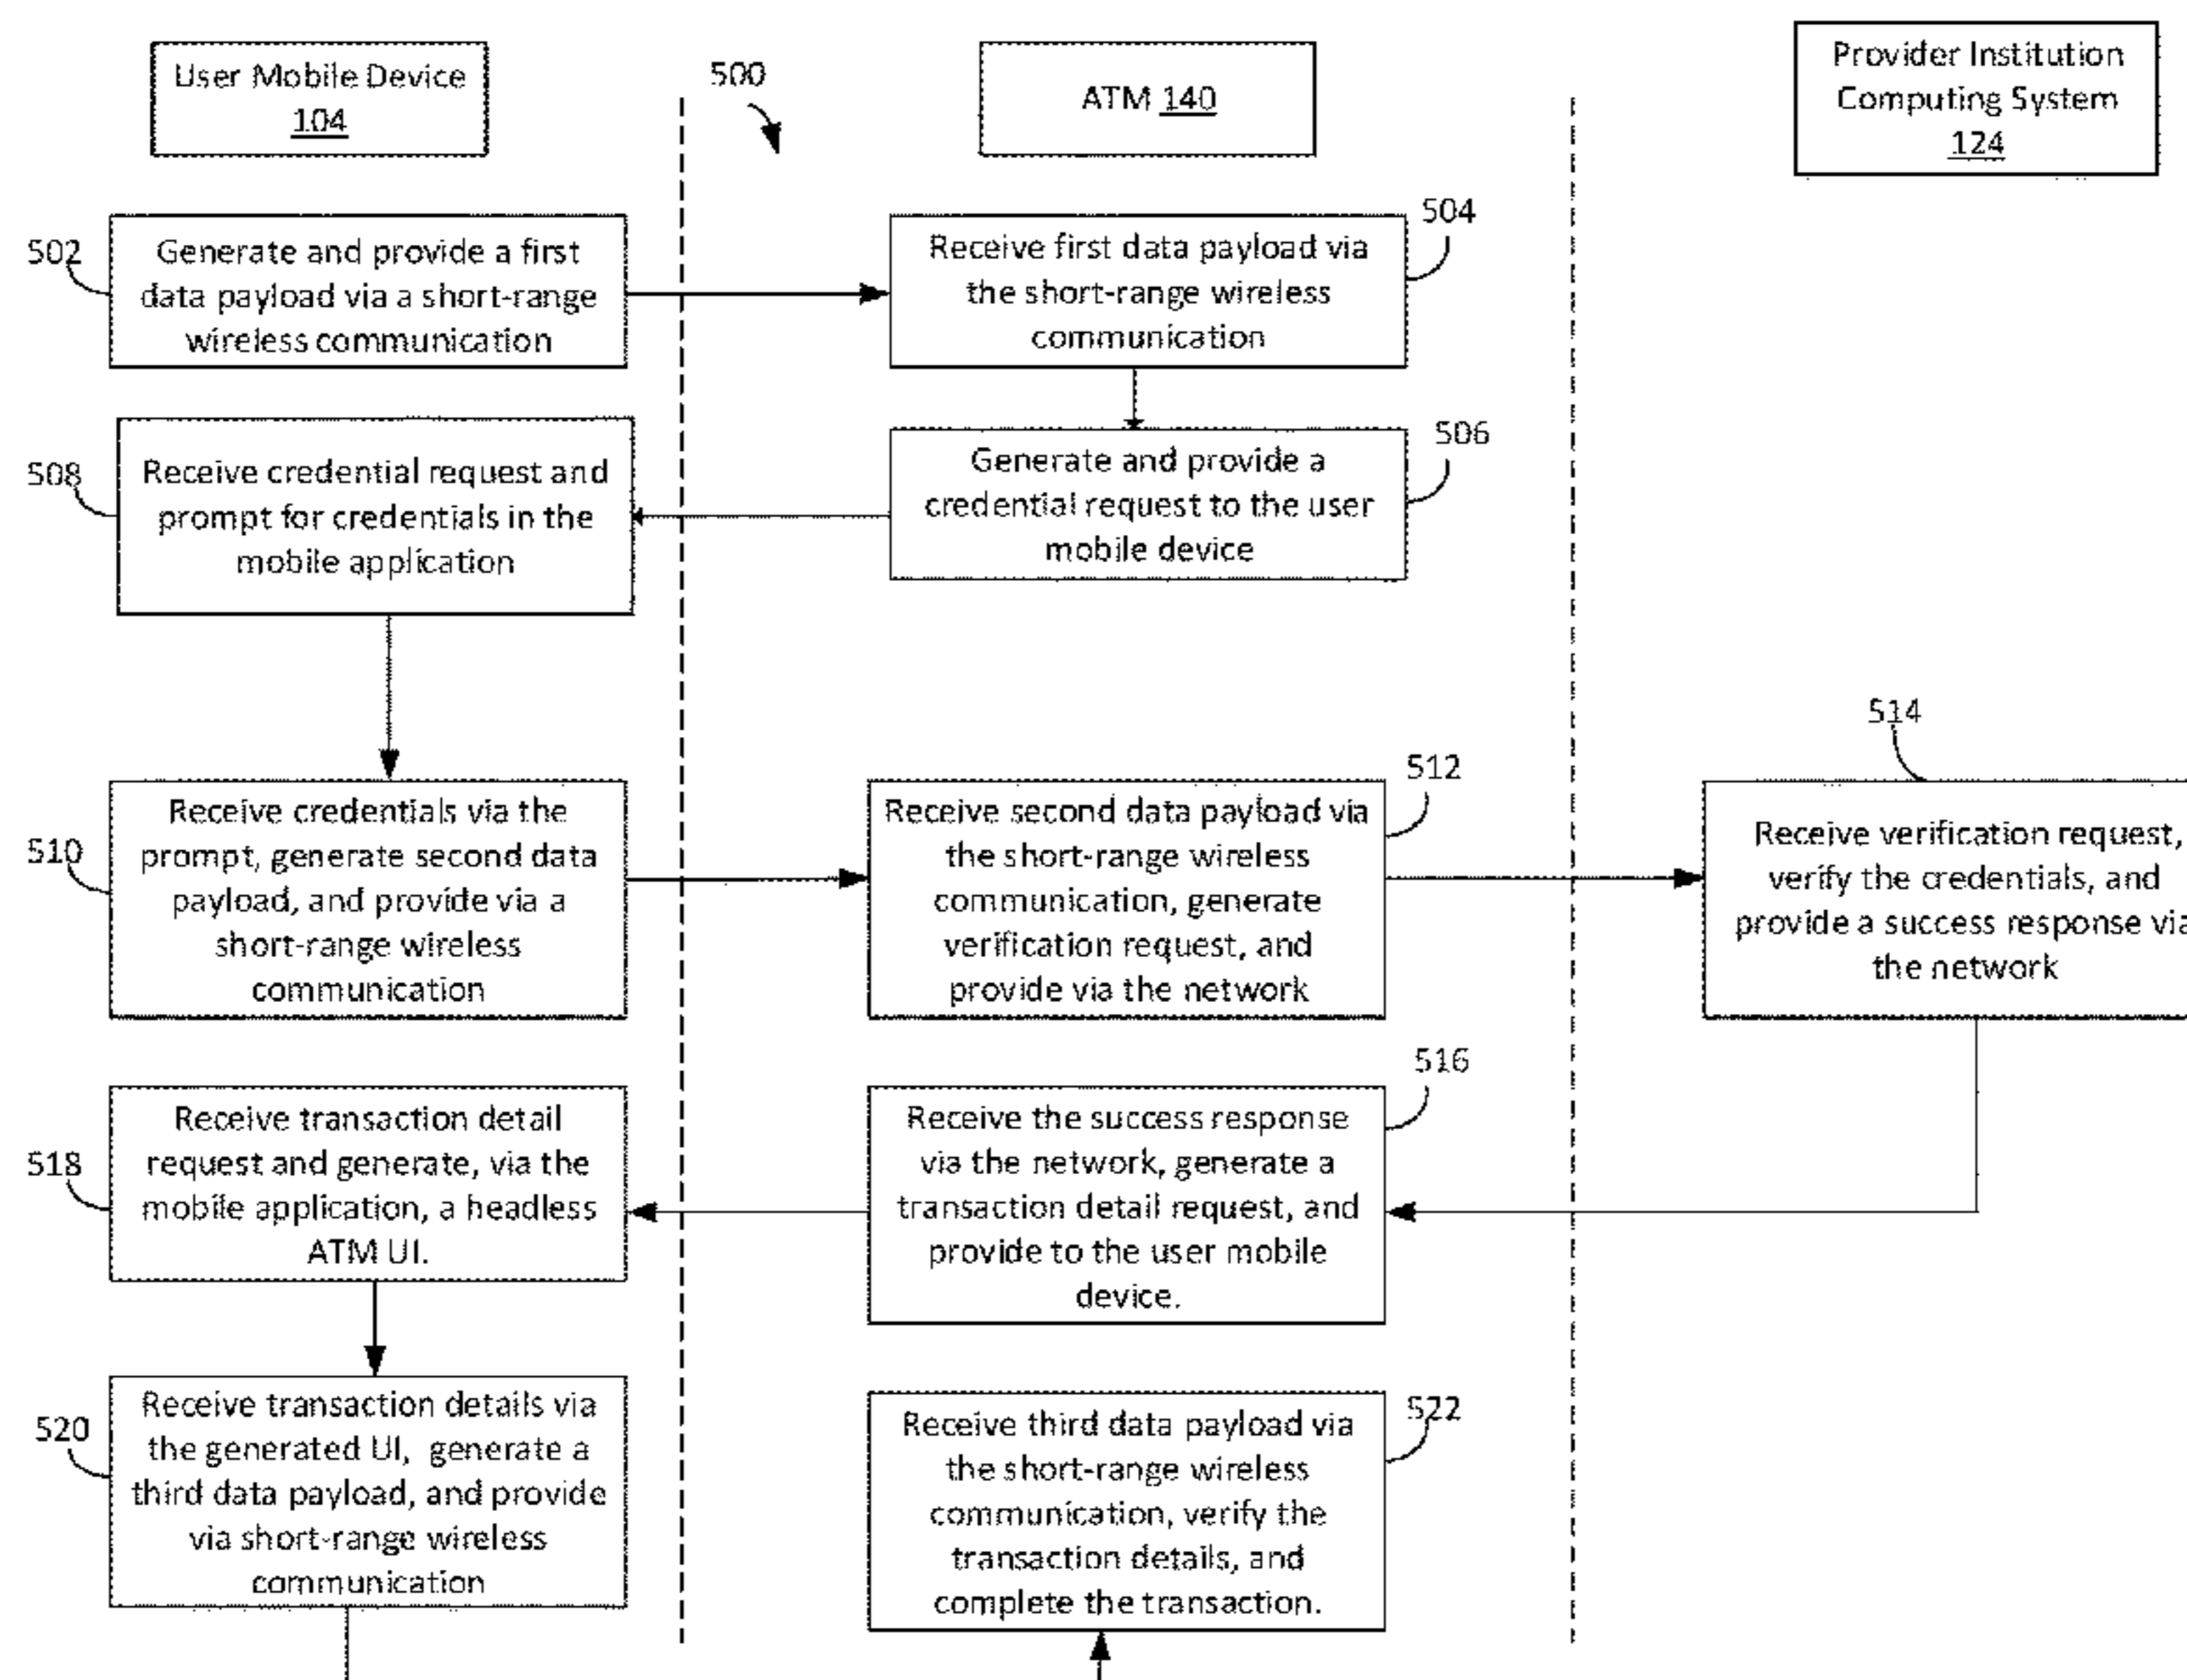 User Mobile Device
104
500
ATM 140
Provider Institution
Computing System
124
502
Generate and provide a first
data payload via a short-range
wireless communication
504
Receive first data payload via
the short-range wireless
communication
506
Generate and provide a
credential request to the user
mobile device
508
Receive credential request and
prompt for credentials in the
mobile application
510
Receive credentials via the
prompt, generate second data
payload, and provide via a
short-range wireless
communication
512
Receive second data payload via
the short-range wireless
communication, generate
verification request, and
provide via the network
514
Receive verification request,
verify the credentials, and
provide a success response via
the network
516
Receive the success response
via the network, generate a
transaction detail request, and
provide to the user mobile
device.
518
Receive transaction detail
request and generate, via the
mobile application, a headless
ATM UI.
520
Receive transaction details via
the generated UI, generate a
third data payload, and provide
via short-range wireless
communication
522
Receive third data payload via
the short-range wireless
communication, verify the
transaction details, and
complete the transaction.